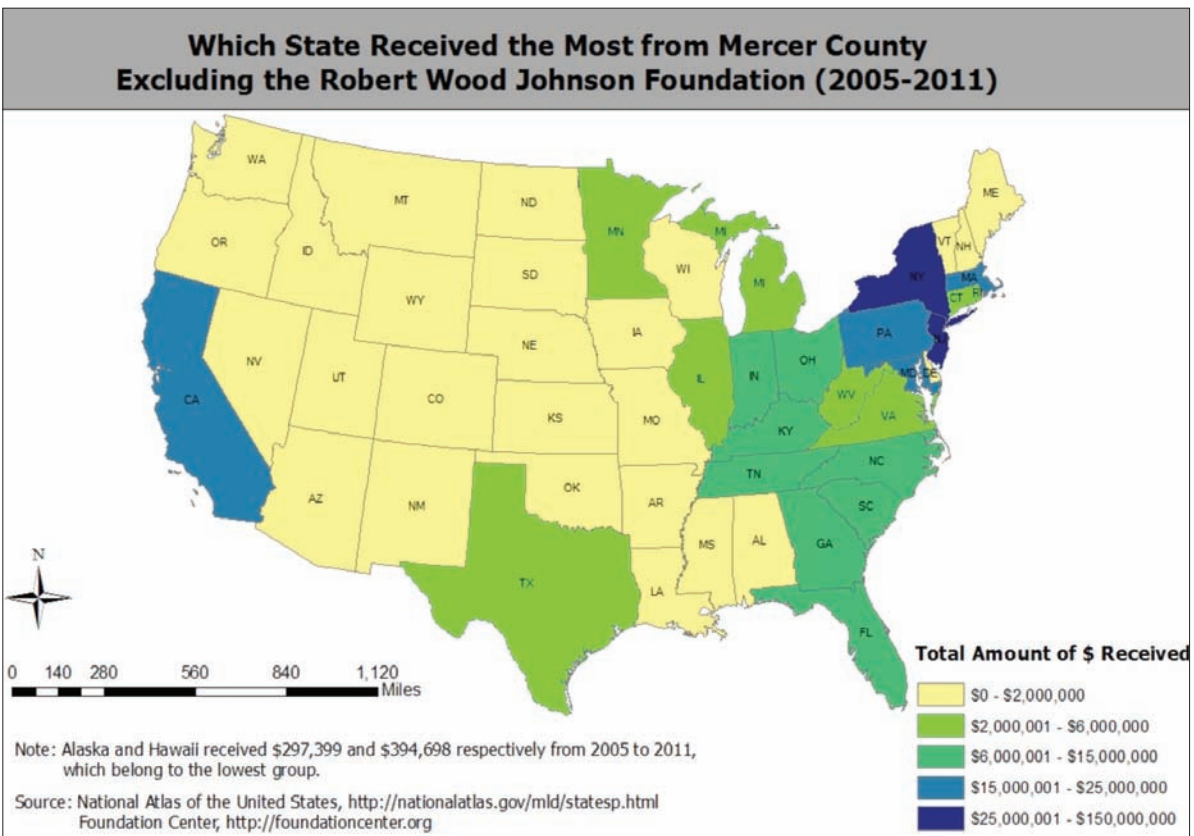 Which State Received the Most from Mercer County
Excluding the Robert Wood Johnson Foundation (2005-2011)
WA
MT
ND
MN
MI
ME
VT
NH
OR
ID
SD
WI
NY
MA
CT
RI
WY
MI
IA
NE
PA
NV
UT
CO
IL
IN
OH
MD
DE
CA
KS
MO
WV
VA
KY
AZ
NM
OK
AR
TN
NC
SC
MS
AL
GA
TX
LA
FL
N
0 140 280 560 840 1,120
Miles
Total Amount of $ Received
$0 - $2,000,000
$2,000,001 - $6,000,000
$6,000,001 - $15,000,000
$15,000,001 - $25,000,000
$25,000,001 - $150,000,000
Note: Alaska and Hawaii received $297,399 and $394,698 respectively from 2005 to 2011,
which belong to the lowest group.
Source: National Atlas of the United States, http://nationalatlas.gov/mld/statesp.html
Foundation Center, http://foundationcenter.org